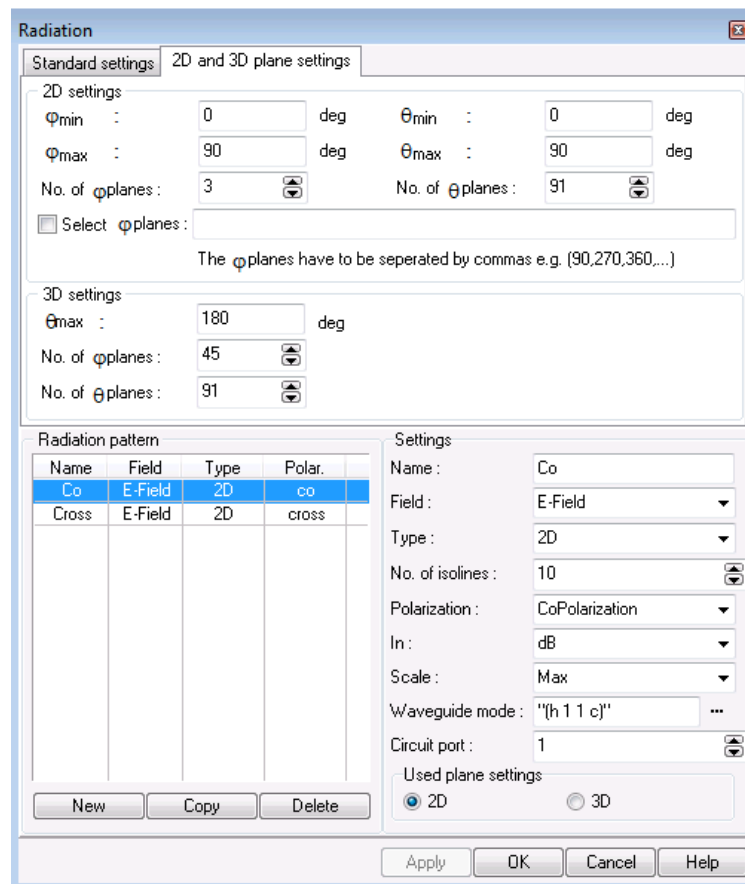 Radiation
Standard settings 2D and 3D plane settings
2D settings
φmin : 0 deg θmin : 0 deg
φmax : 90 deg θmax : 90 deg
No. of φplanes : 3 No. of θplanes : 91
Select φplanes :
The φplanes have to be seperated by commas e.g. (90,270,360,...)
3D settings
θmax : 180 deg
No. of φplanes : 45
No. of θplanes : 91
Radiation pattern
Name Field Type Polar.
Co E-Field 2D co
Cross E-Field 2D cross
New Copy Delete
Settings
Name : Co
Field : E-Field
Type : 2D
No. of isolines : 10
Polarization : CoPolarization
In : dB
Scale : Max
Waveguide mode : "(h 1 1 c)" ...
Circuit port : 1
Used plane settings
2D 3D
Apply OK Cancel Help